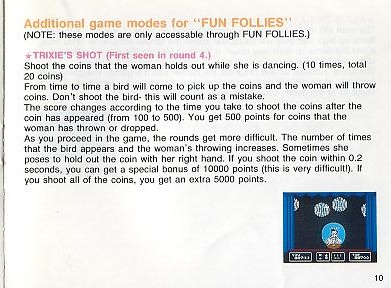 Additional game modes for "FUN FOLLIES"
(NOTE: these modes are only accessable through FUN FOLLIES.)
★TRIXIE'S SHOT (First seen in round 4.)
Shoot the coins that the woman holds out while she is dancing. (10 times, total
20 coins)
From time to time a bird will come to pick up the coins and the woman will throw
coins. Don't shoot the bird- this will count as a mistake.
The score changes according to the time you take to shoot the coins after the
coin has appeared (from 100 to 500). You get 500 points for coins that the
woman has thrown or dropped.
As you proceed in the game, the rounds get more difficult. The number of times
that the bird appears and the woman's throwing increases. Sometimes she
poses to hold out the coin with her right hand. If you shoot the coin within 0.2
seconds, you can get a special bonus of 10000 points (this is very difficult!). If
you shoot all of the coins, you get an extra 5000 points.
10